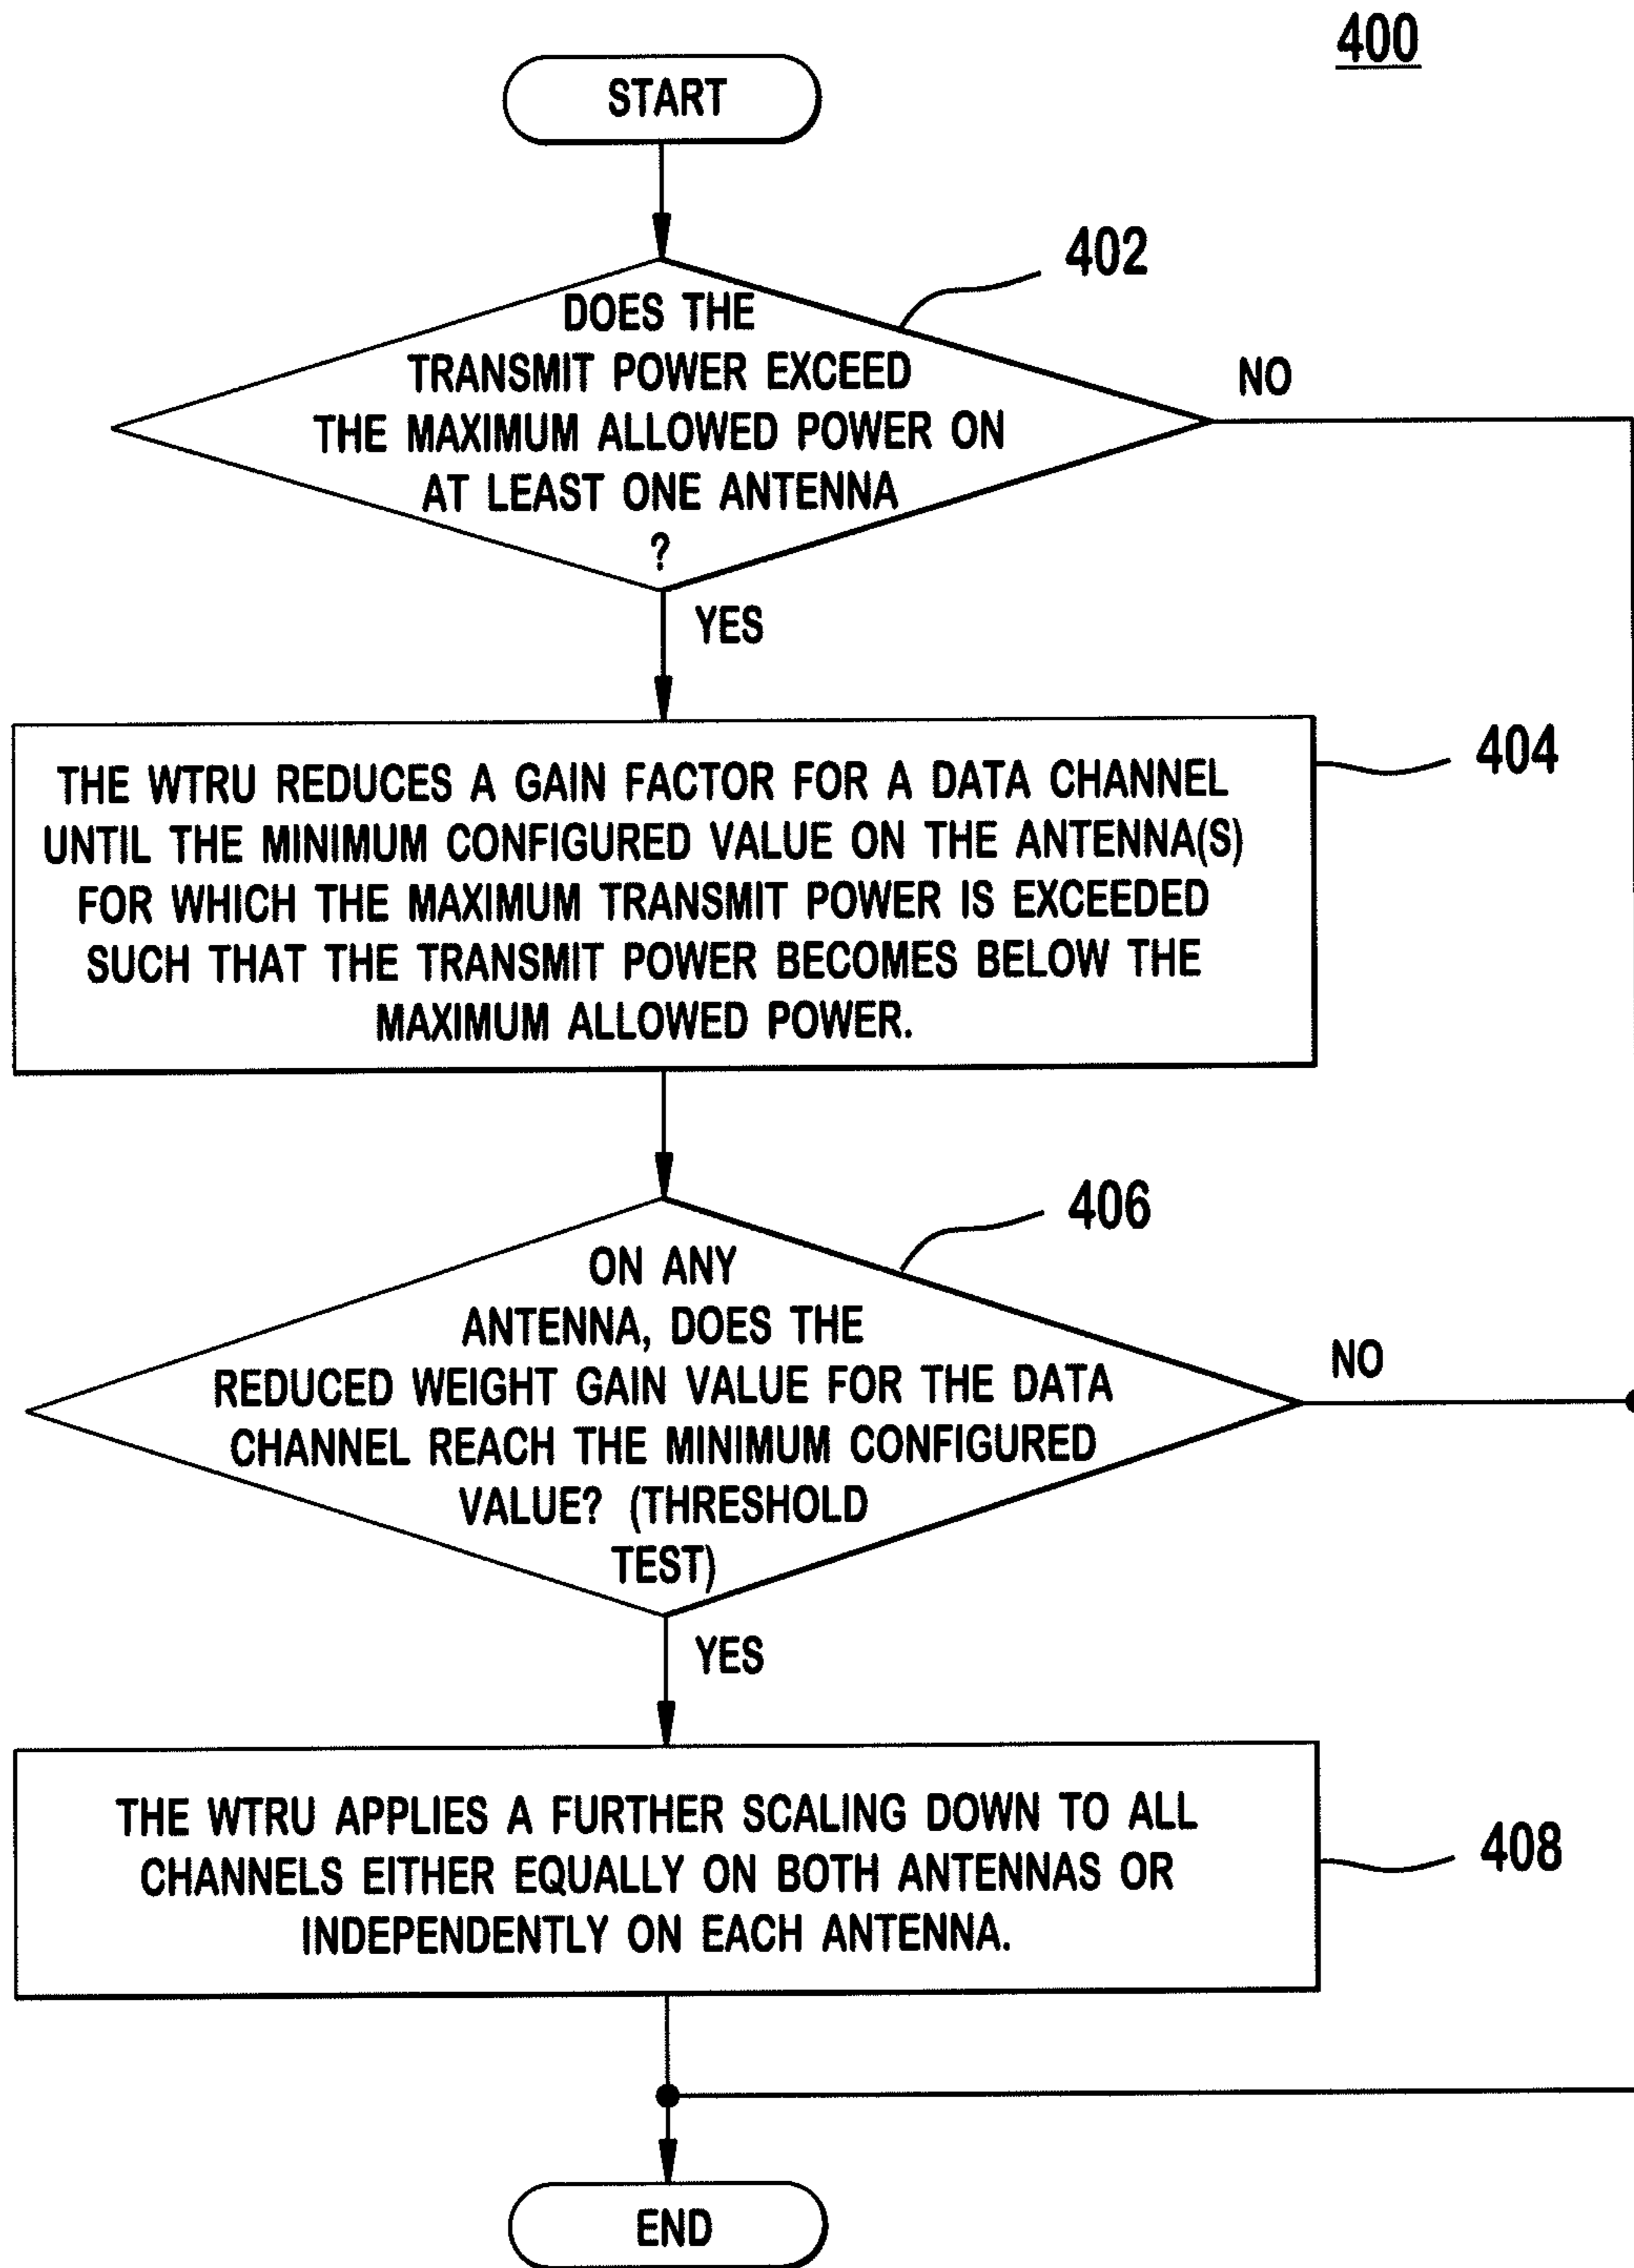 400
START
402
DOES THE
TRANSMIT POWER EXCEED
THE MAXIMUM ALLOWED POWER ON
AT LEAST ONE ANTENNA
?
NO
YES
404
THE WTRU REDUCES A GAIN FACTOR FOR A DATA CHANNEL
UNTIL THE MINIMUM CONFIGURED VALUE ON THE ANTENNA(S)
FOR WHICH THE MAXIMUM TRANSMIT POWER IS EXCEEDED
SUCH THAT THE TRANSMIT POWER BECOMES BELOW THE
MAXIMUM ALLOWED POWER.
406
ON ANY
ANTENNA, DOES THE
REDUCED WEIGHT GAIN VALUE FOR THE DATA
CHANNEL REACH THE MINIMUM CONFIGURED
VALUE? (THRESHOLD
TEST)
NO
YES
THE WTRU APPLIES A FURTHER SCALING DOWN TO ALL
CHANNELS EITHER EQUALLY ON BOTH ANTENNAS OR
INDEPENDENTLY ON EACH ANTENNA.
408
END